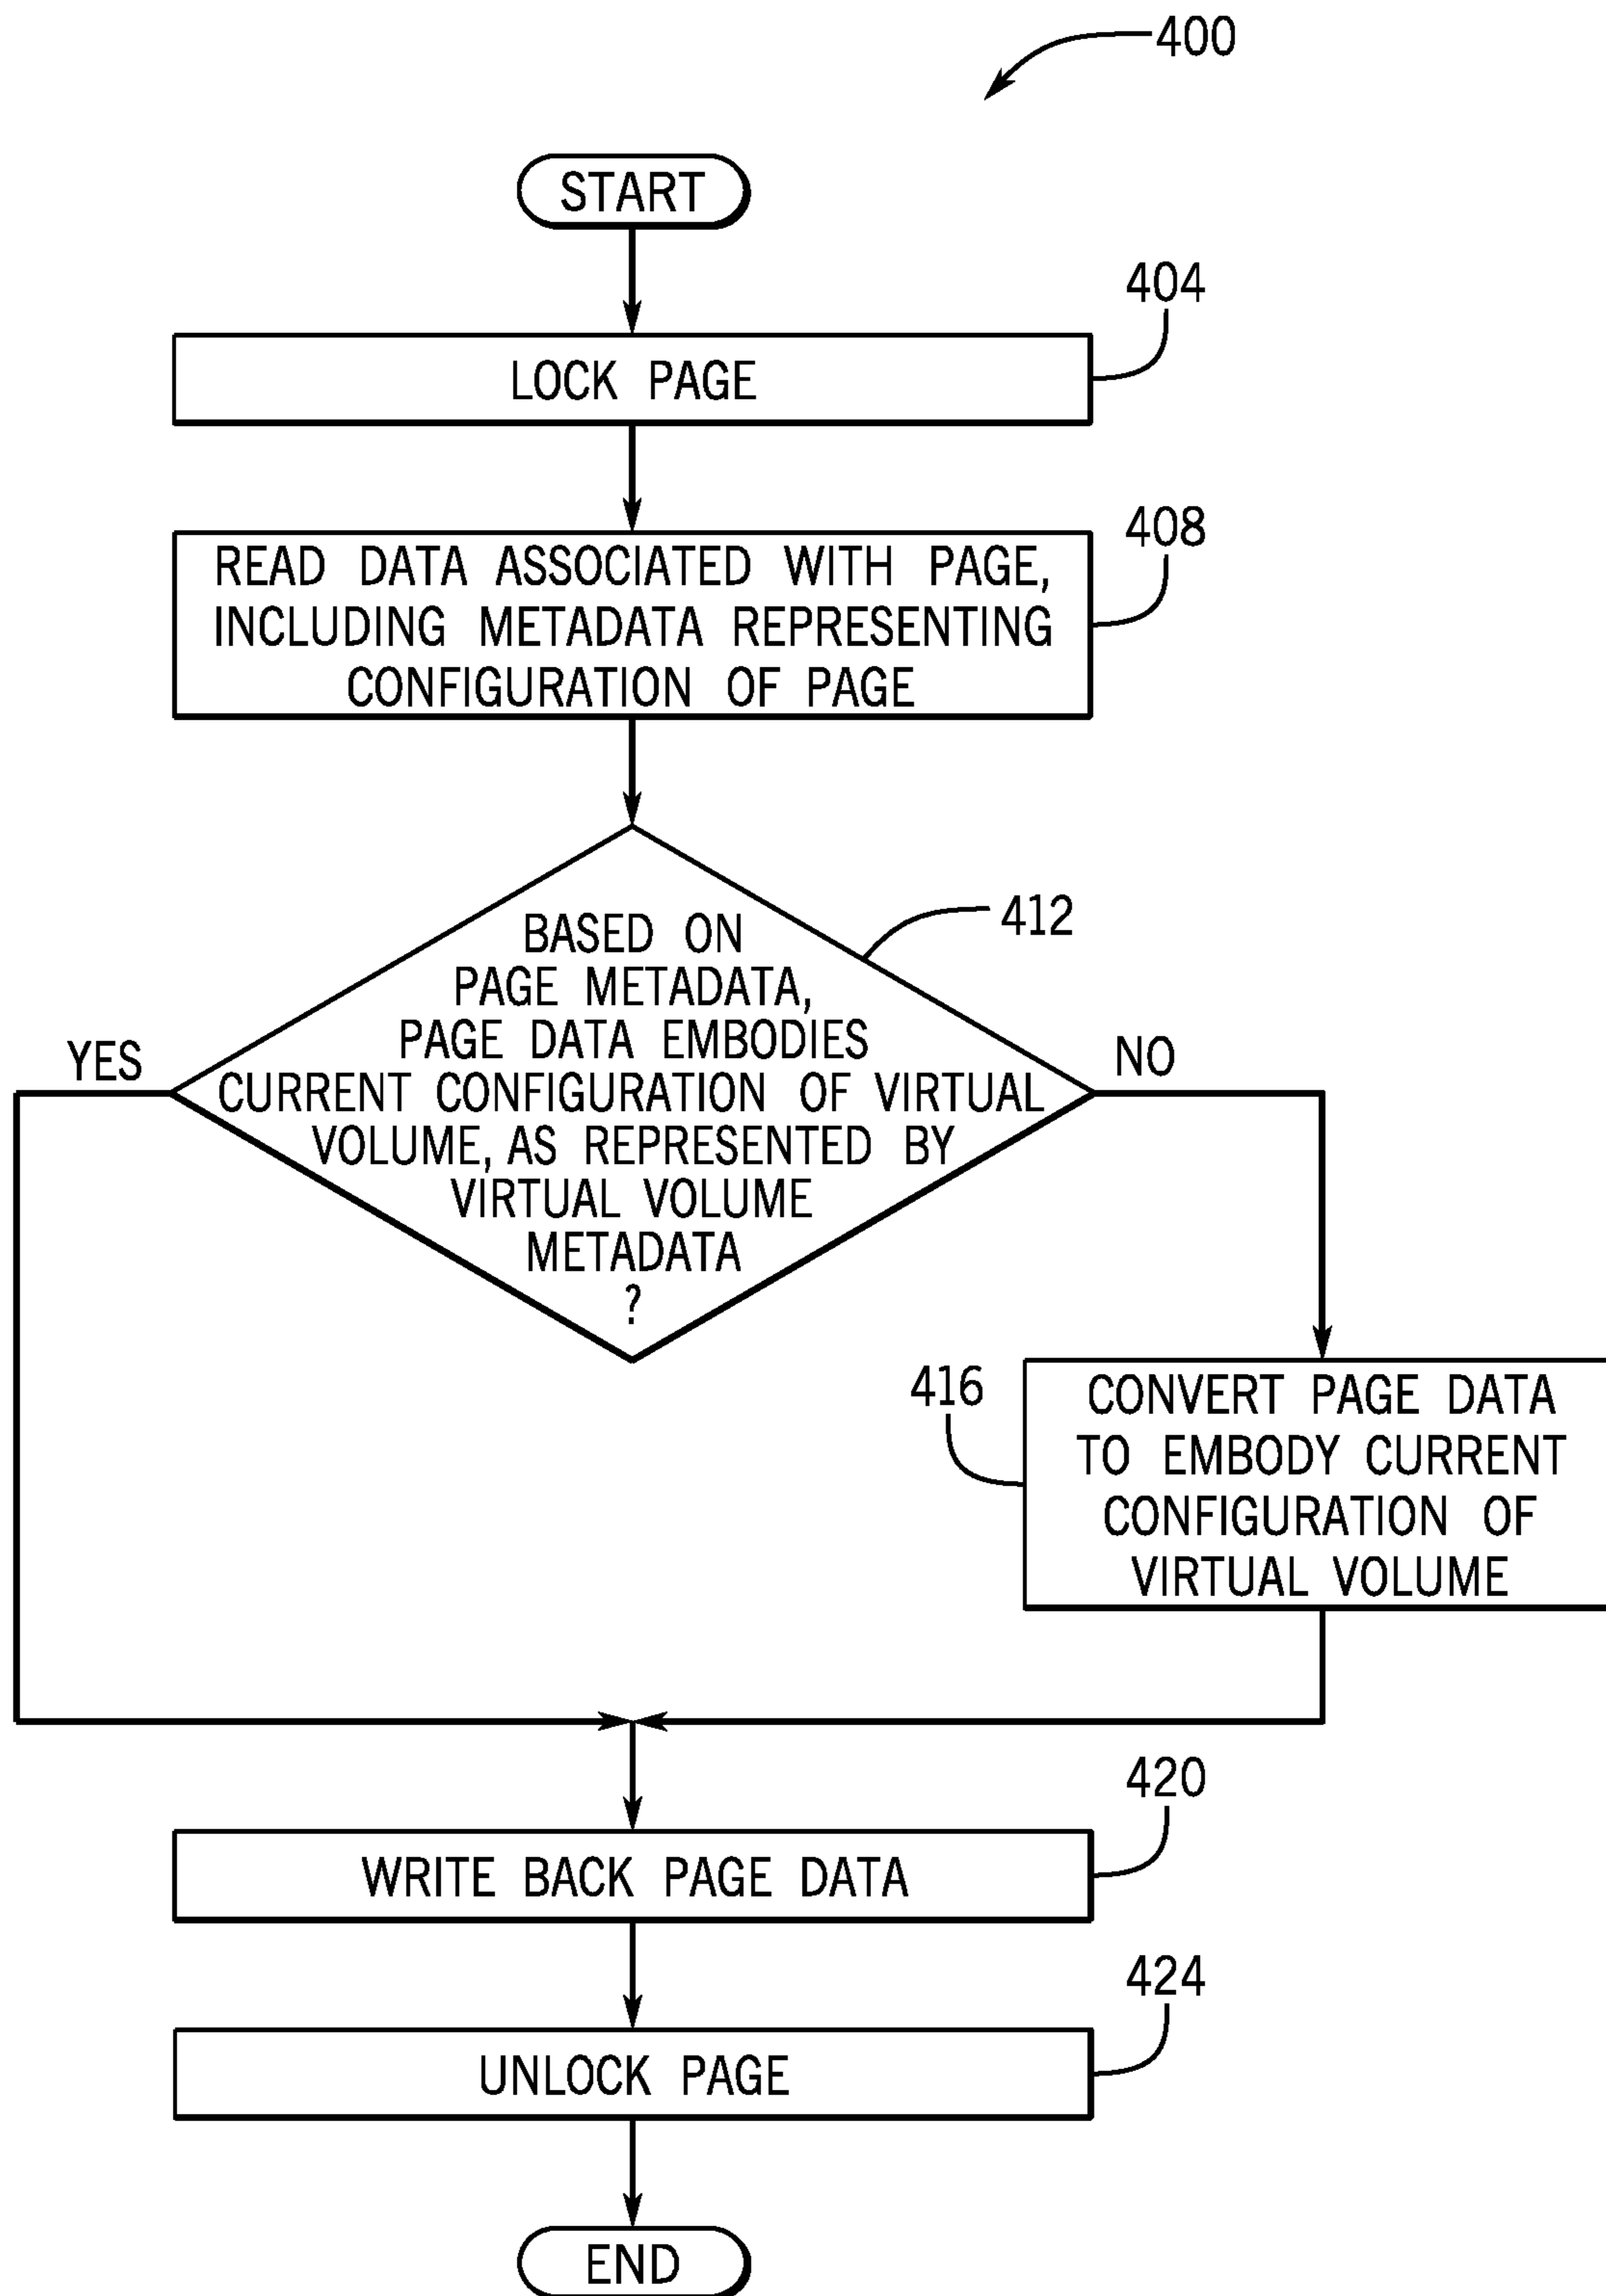 400
START
404
LOCK PAGE
408
READ DATA ASSOCIATED WITH PAGE,
INCLUDING METADATA REPRESENTING
CONFIGURATION OF PAGE
412
BASED ON
PAGE METADATA,
PAGE DATA EMBODIES
CURRENT CONFIGURATION OF VIRTUAL
VOLUME, AS REPRESENTED BY
VIRTUAL VOLUME
METADATA
?
YES
NO
416
CONVERT PAGE DATA
TO EMBODY CURRENT
CONFIGURATION OF
VIRTUAL VOLUME
420
WRITE BACK PAGE DATA
424
UNLOCK PAGE
END